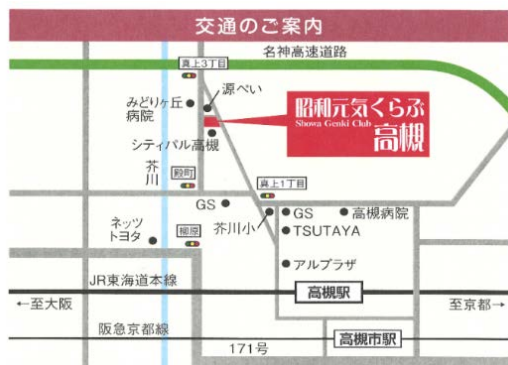 交通のご案内
名神高速道路
真上3丁目
源ぺい
みどりヶ丘
病院
昭和元気くらぶ
Showa Genki Club
高槻
シティパル高槻
芥川
殿町
真上1丁目
GS
芥川小
GS
高槻病院
TSUTAYA
ネッツ
トヨタ
柳原
アルプラザ
JR東海道本線
高槻駅
←至大阪
至京都→
阪急京都線
高槻市駅
171号